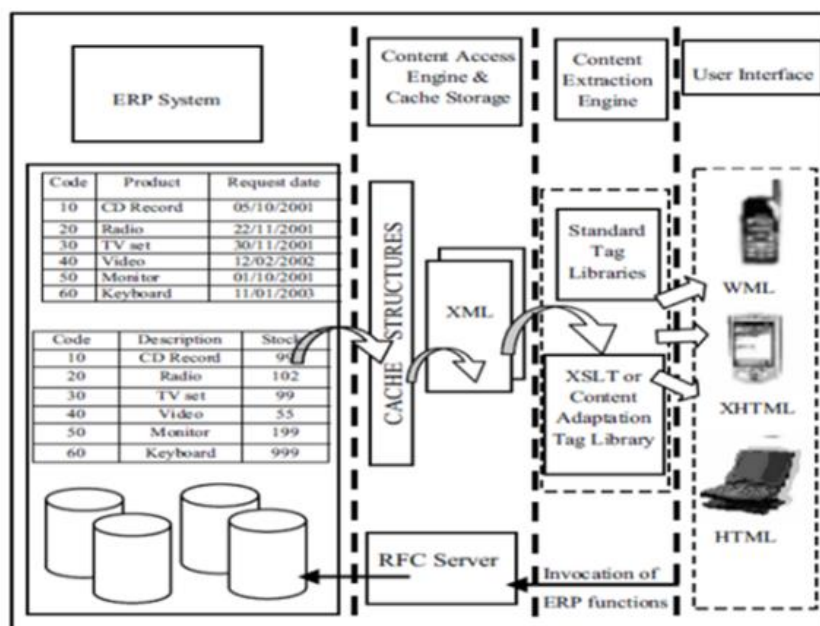 ERP System
Content Access
Engine &
Cache Storage
Content
Extraction
Engine
User Interface
Code Product Request date
10 CD Record 05/10/2001
20 Radio 22/11/2001
30 TV set 30/11/2001
40 Video 12/02/2002
50 Monitor 01/10/2001
60 Keyboard 11/01/2003
Code Description Stock
10 CD Record
20 Radio 102
30 TV set 99
40 Video 55
50 Monitor 199
60 Keyboard 999
CACHE STRUCTURES
XML
Standard
Tag
Libraries
XSLT or
Content
Adaptation
Tag Library
WML
XHTML
HTML
RFC Server
Invocation of
ERP functions